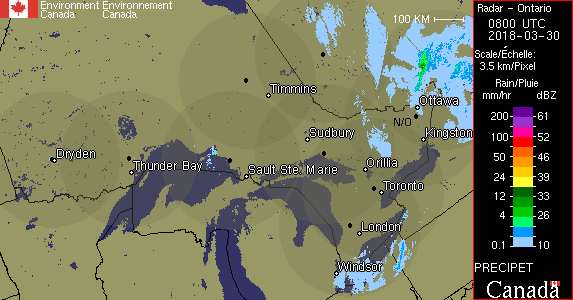 Environment Environnement
Canada Canada
100 KM
Timmins
Ottawa
N/O
Kingston
Sudbury
Dryden
Thunder Bay
Sault Ste. Marie
Orillia
Toronto
London
Windsor
Radar - Ontario
0800 UTC
2018-03-30
Scale/Échelle:
3.5 km/Pixel
Rain/Pluie
mm/hr dBZ
200 61
100 52
50 46
24 39
12 33
4 26
0.1 10
PRECIPET
Canada